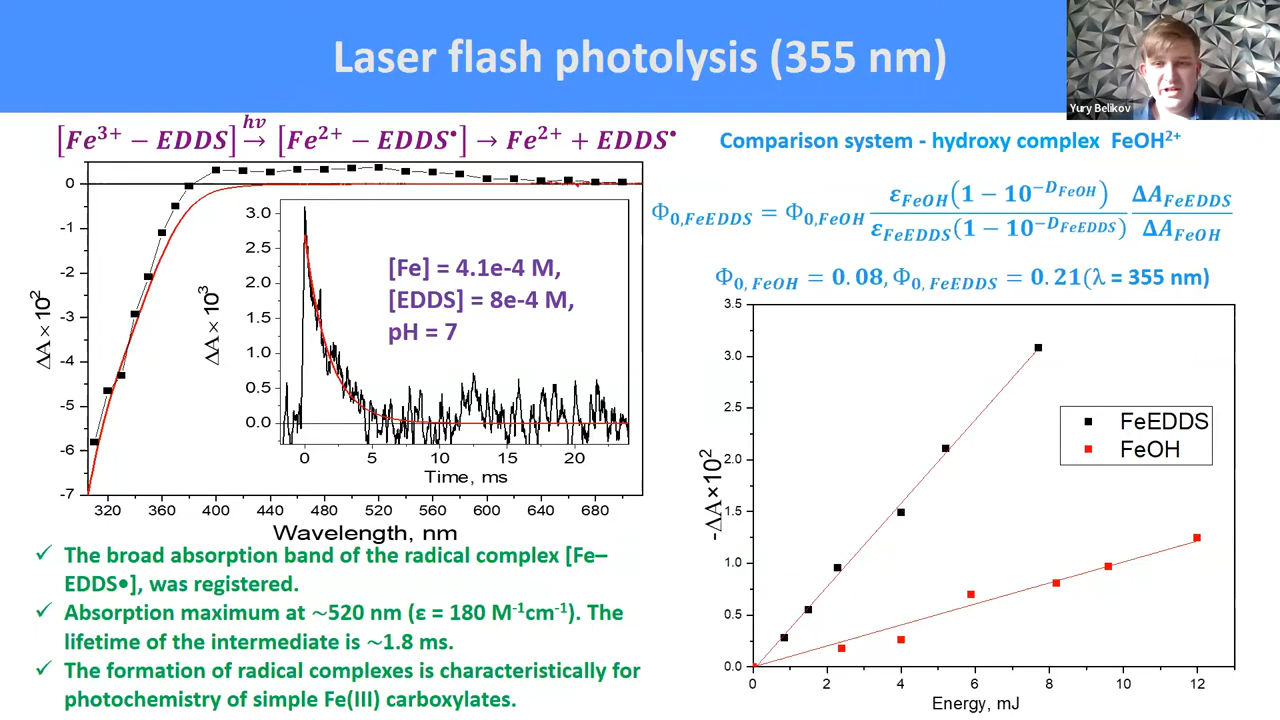 Laser flash photolysis (355 nm)
Yury Belikov
[Fe³⁺ − EDDS] →hν [Fe²⁺ − EDDS•] → Fe²⁺ + EDDS•
Comparison system - hydroxy complex FeOH²⁺
Φ₀,FeEDDS = Φ₀,FeOH ε_FeOH(1 − 10^−D_FeOH) / ε_FeEDDS(1 − 10^−D_FeEDDS) ΔA_FeEDDS / ΔA_FeOH
Φ₀, FeOH = 0.08, Φ₀, FeEDDS = 0.21(λ = 355 nm)
ΔA × 10²
0
-1
-2
-3
-4
-5
-6
-7
320 360 400 440 480 520 560 600 640 680
Wavelength, nm
ΔA × 10³
3.0
2.5
2.0
1.5
1.0
0.5
0.0
0 5 10 15 20
Time, ms
[Fe] = 4.1e-4 M,
[EDDS] = 8e-4 M,
pH = 7
-ΔA×10²
3.5
3.0
2.5
2.0
1.5
1.0
0.5
0.0
0 2 4 6 8 10 12
Energy, mJ
FeEDDS
FeOH
✓ The broad absorption band of the radical complex [Fe–
EDDS•], was registered.
✓ Absorption maximum at ~520 nm (ε = 180 M⁻¹cm⁻¹). The
lifetime of the intermediate is ~1.8 ms.
✓ The formation of radical complexes is characteristically for
photochemistry of simple Fe(III) carboxylates.